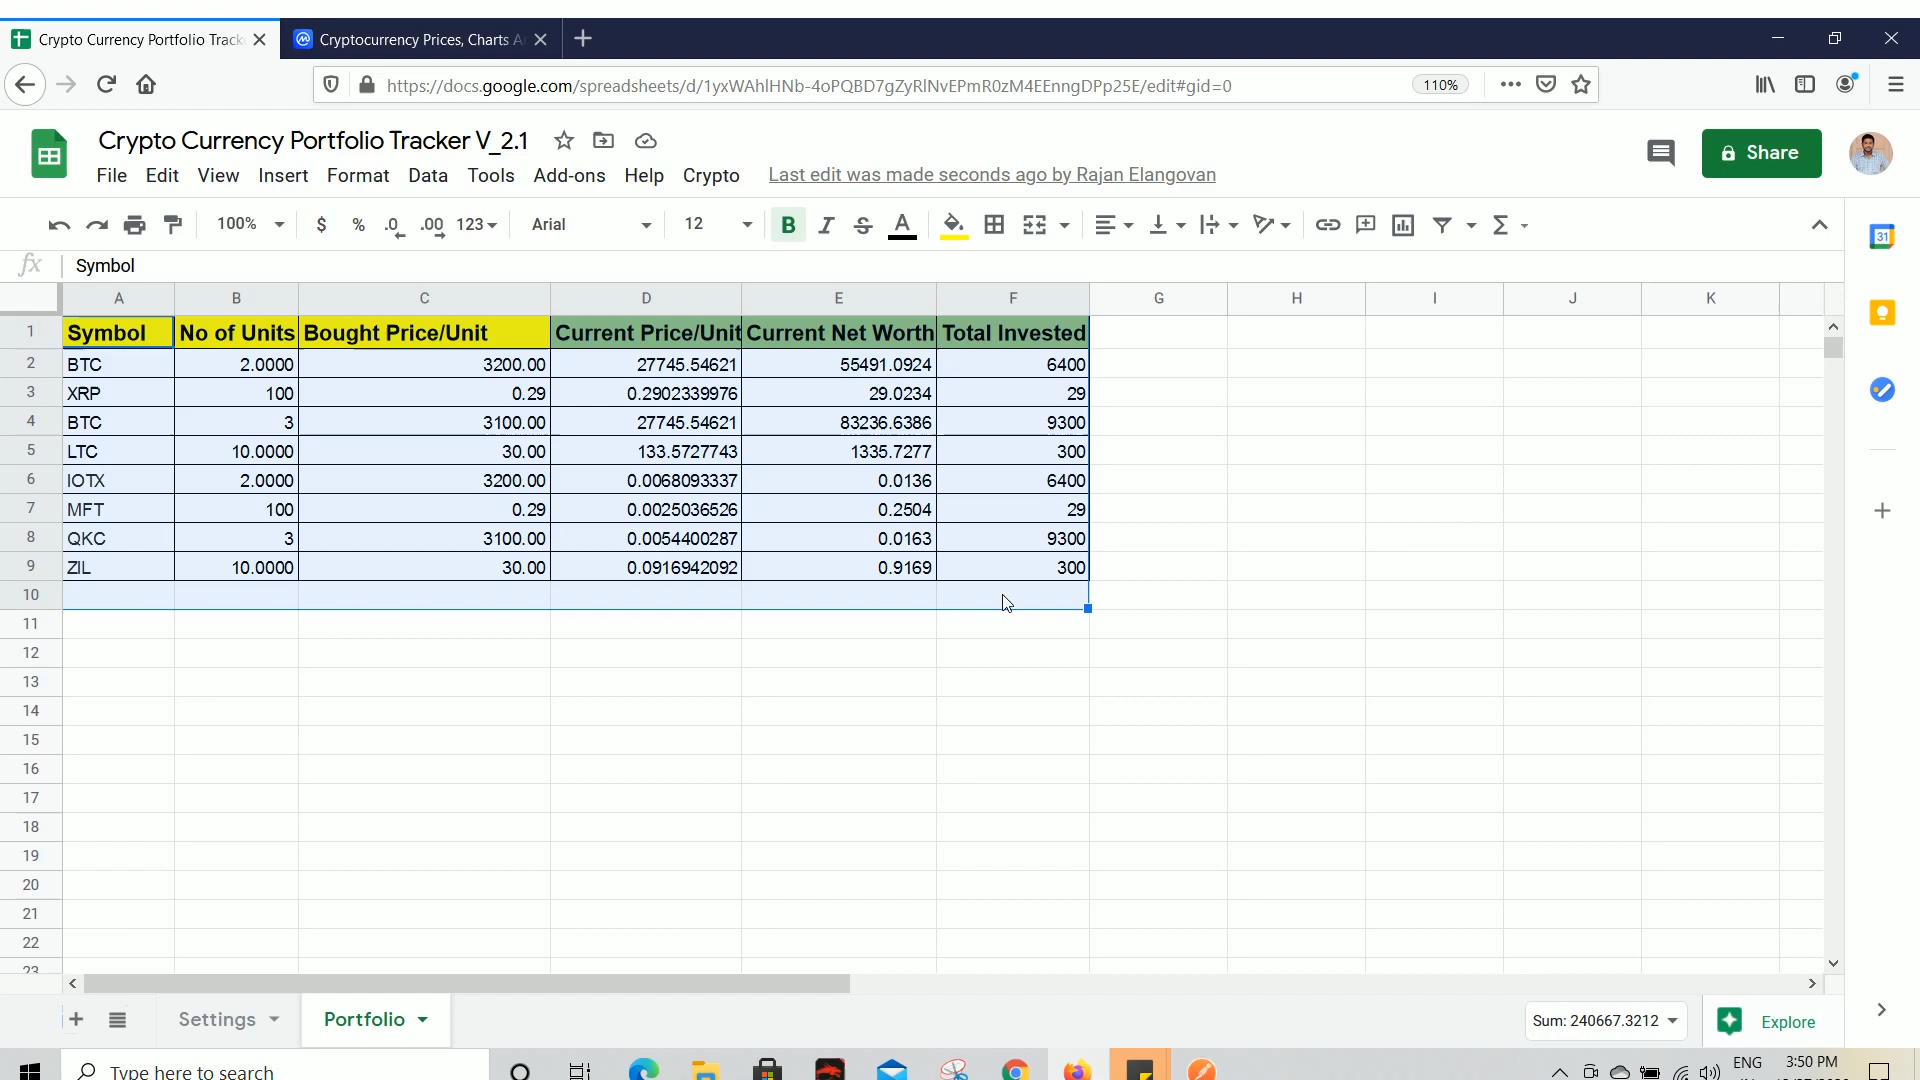 Crypto Currency Portfolio Track
Cryptocurrency Prices, Charts A
https://docs.google.com/spreadsheets/d/1yxWAhlHNb-4oPQBD7gZyRlNvEPmR0zM4EEnngDPp25E/edit#gid=0
110%
Crypto Currency Portfolio Tracker V_2.1
Share
File Edit View Insert Format Data Tools Add-ons Help Crypto Last edit was made seconds ago by Rajan Elangovan
100% $ % .0 .00 123 Arial 12 B I S A
31
fx Symbol
A B C D E F G H I J K
1 Symbol No of Units Bought Price/Unit Current Price/Unit Current Net Worth Total Invested
2 BTC 2.0000 3200.00 27745.54621 55491.0924 6400
3 XRP 100 0.29 0.2902339976 29.0234 29
4 BTC 3 3100.00 27745.54621 83236.6386 9300
5 LTC 10.0000 30.00 133.5727743 1335.7277 300
6 IOTX 2.0000 3200.00 0.0068093337 0.0136 6400
7 MFT 100 0.29 0.0025036526 0.2504 29
8 QKC 3 3100.00 0.0054400287 0.0163 9300
9 ZIL 10.0000 30.00 0.0916942092 0.9169 300
10
11
12
13
14
15
16
17
18
19
20
21
22
23
Settings Portfolio Sum: 240667.3212 Explore
Type here to search ENG 3:50 PM